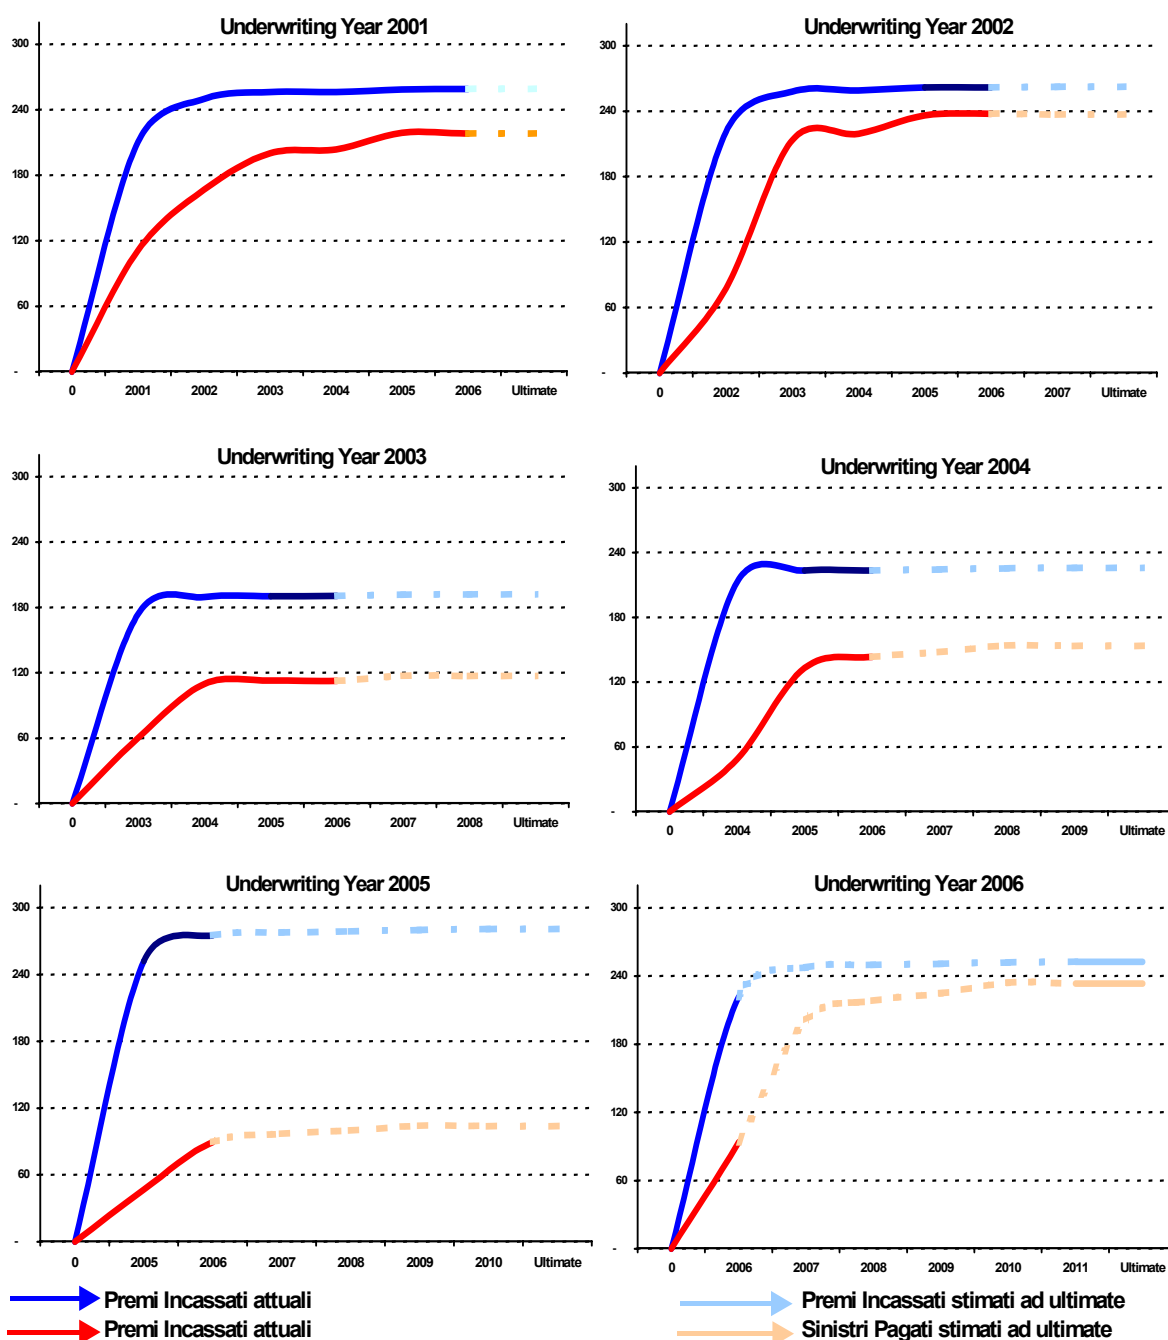 Underwriting Year 2001
300
240
180
120
60
-
0 2001 2002 2003 2004 2005 2006 Ultimate
Underwriting Year 2002
300
240
180
120
60
-
0 2002 2003 2004 2005 2006 2007 Ultimate
Underwriting Year 2003
300
240
180
120
60
-
0 2003 2004 2005 2006 2007 2008 Ultimate
Underwriting Year 2004
300
240
180
120
60
-
0 2004 2005 2006 2007 2008 2009 Ultimate
Underwriting Year 2005
300
240
180
120
60
-
0 2005 2006 2007 2008 2009 2010 Ultimate
Underwriting Year 2006
300
240
180
120
60
-
0 2006 2007 2008 2009 2010 2011 Ultimate
Premi Incassati attuali
Premi Incassati attuali
Premi Incassati stimati ad ultimate
Sinistri Pagati stimati ad ultimate